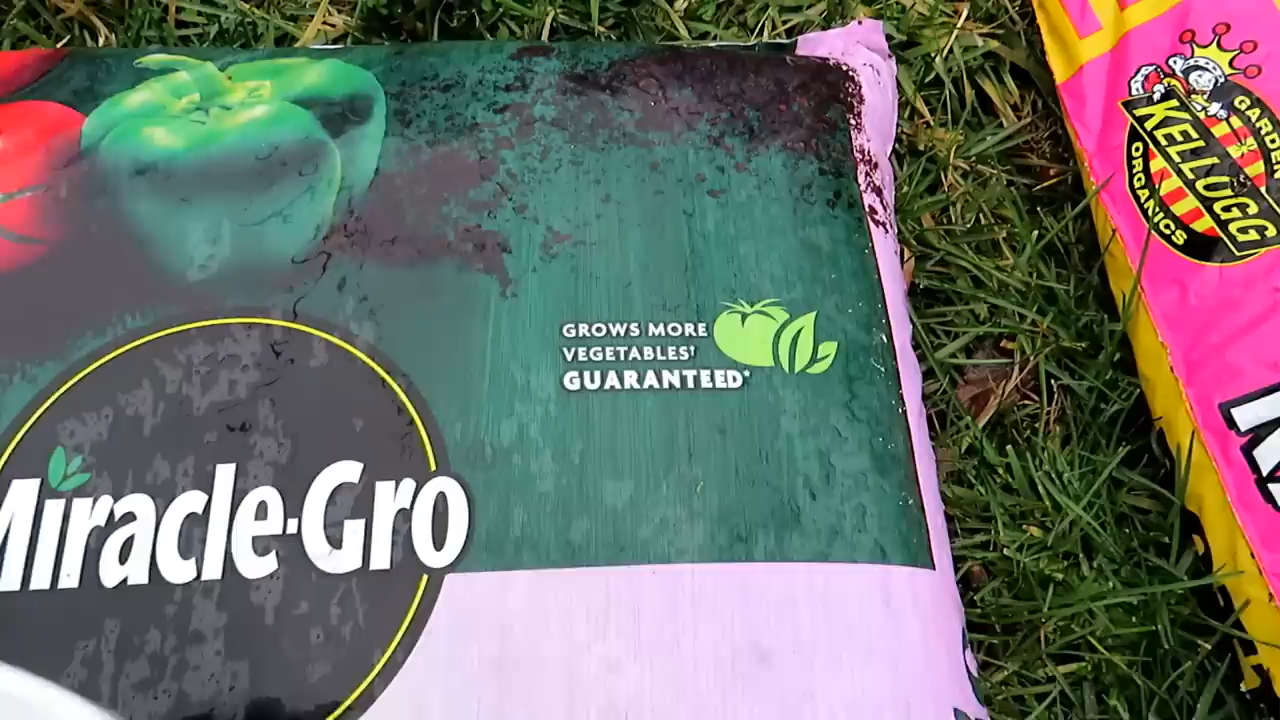 GROWS MORE
VEGETABLES†
GUARANTEED*
Miracle-Gro
GARDEN
KELLOGG
ORGANICS